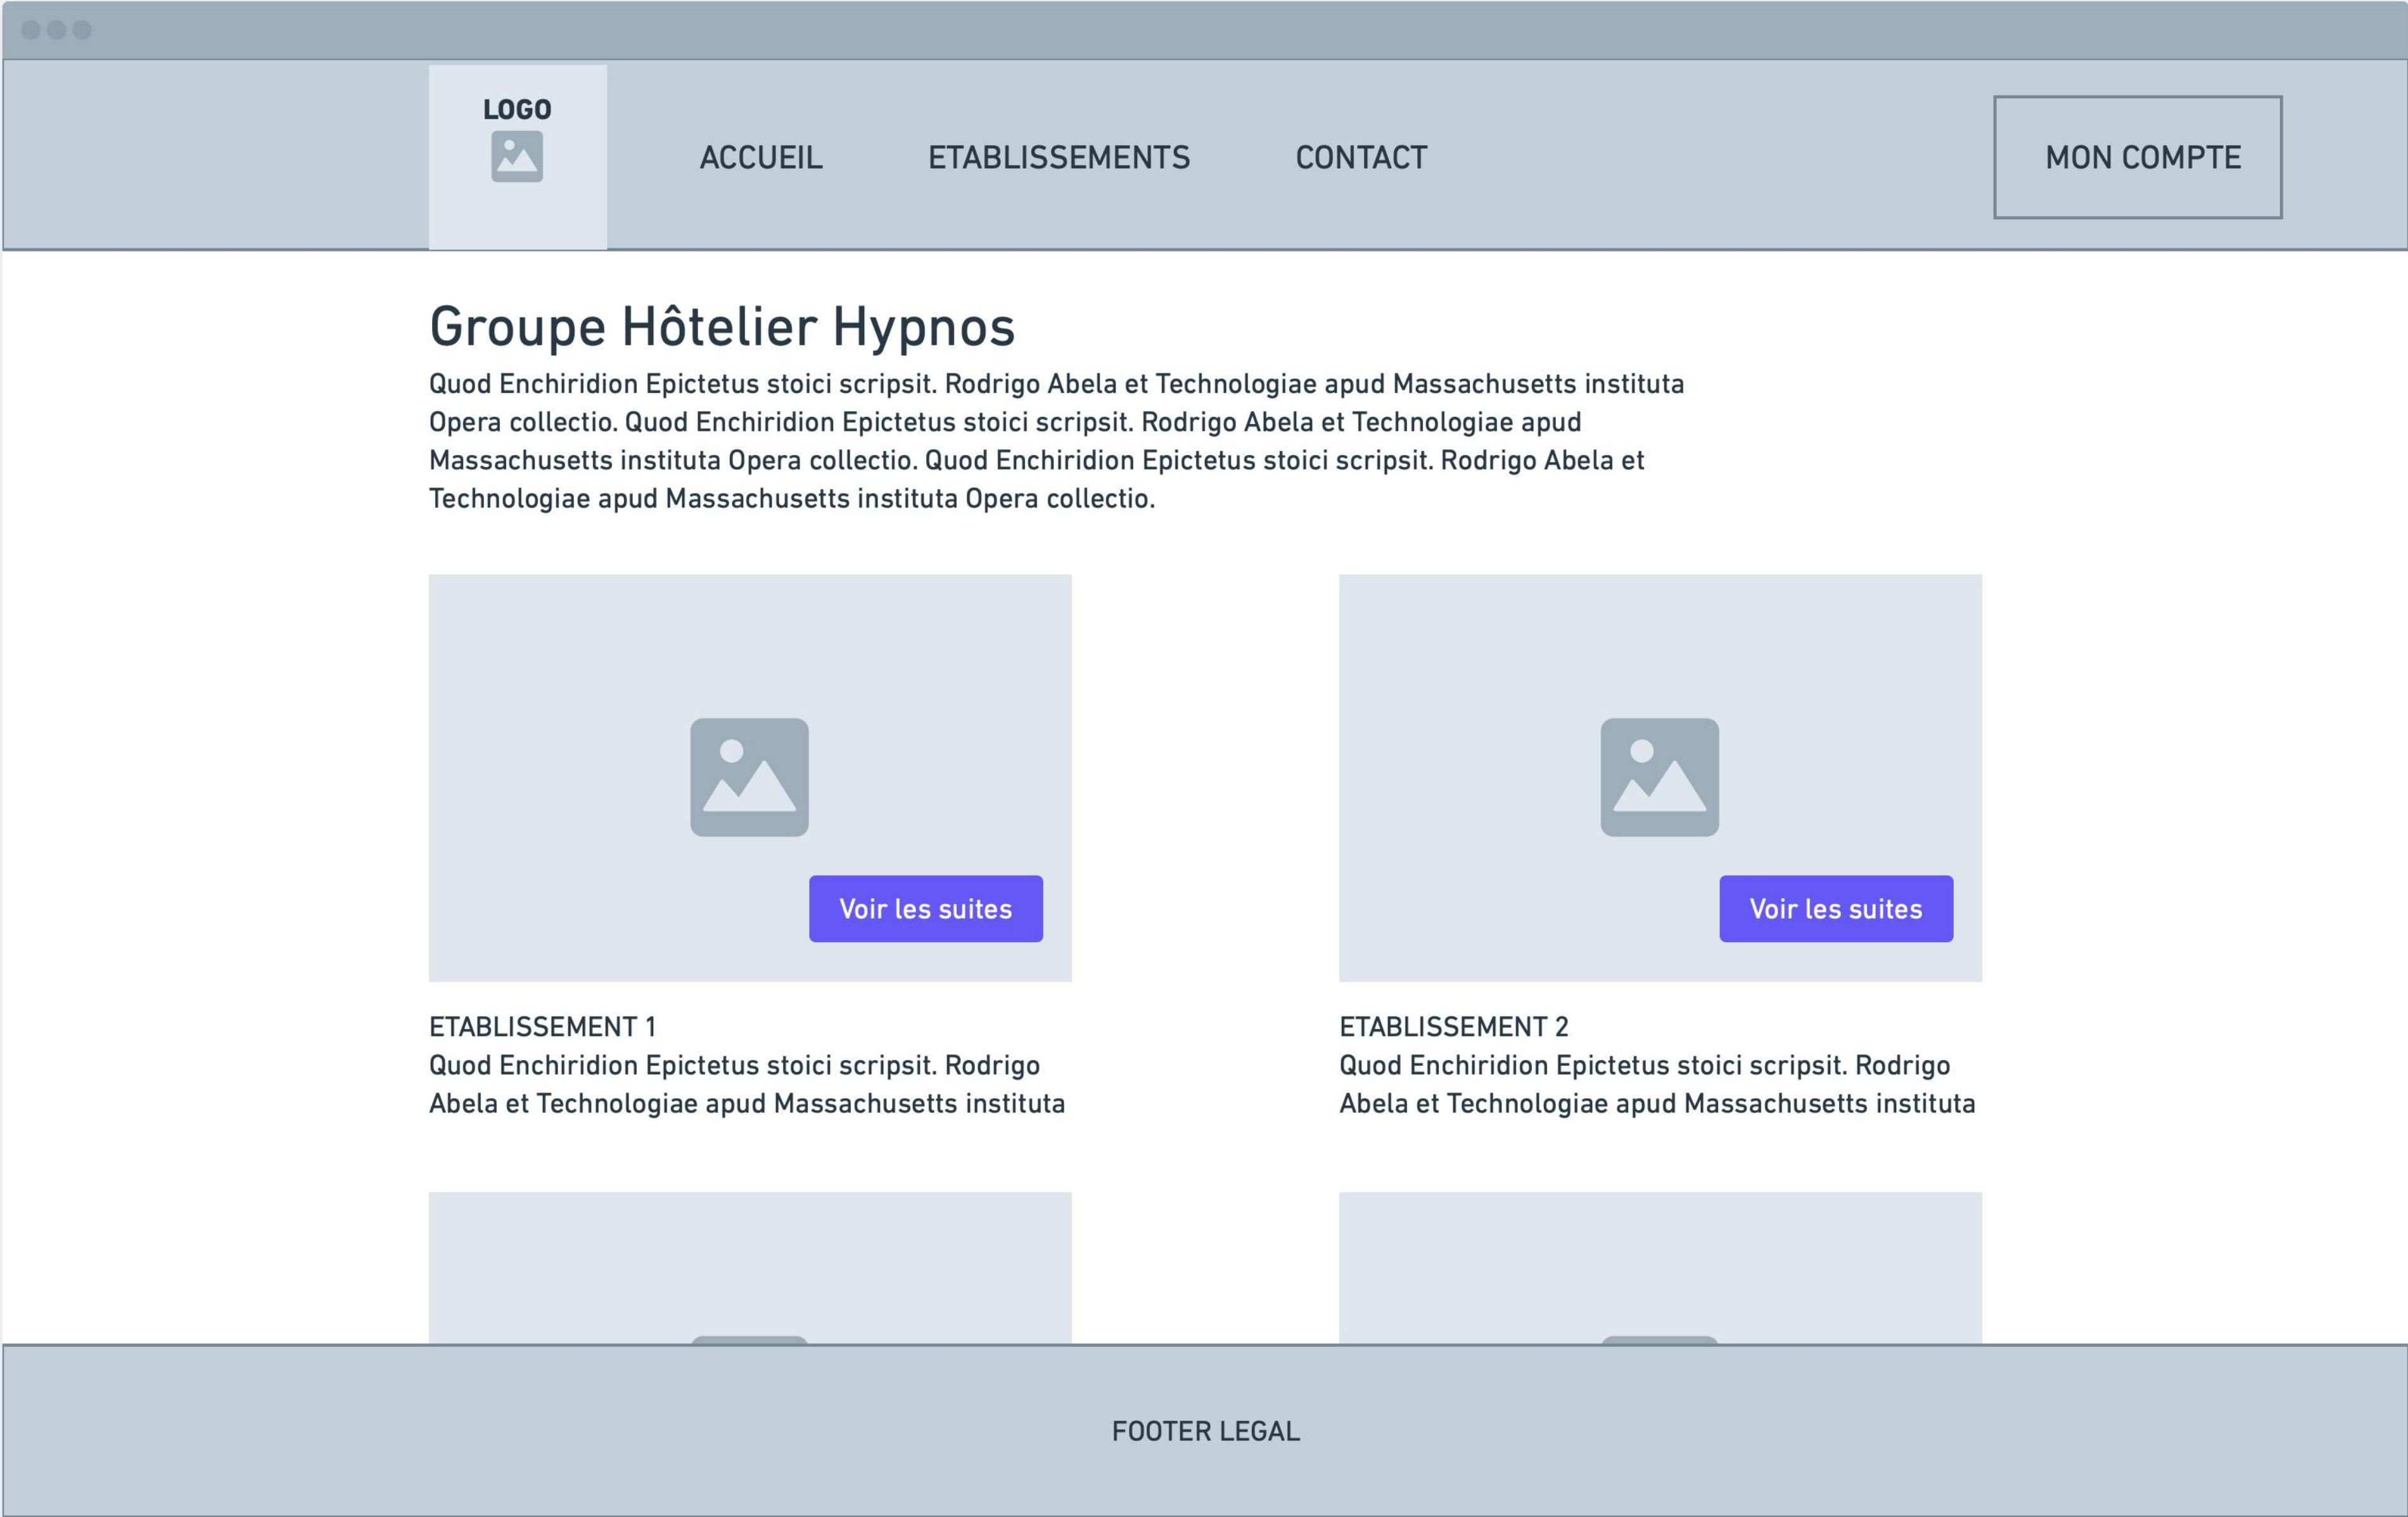 LOGO
ACCUEIL
ETABLISSEMENTS
CONTACT
MON COMPTE
Groupe Hôtelier Hypnos
Quod Enchiridion Epictetus stoici scripsit. Rodrigo Abela et Technologiae apud Massachusetts instituta
Opera collectio. Quod Enchiridion Epictetus stoici scripsit. Rodrigo Abela et Technologiae apud
Massachusetts instituta Opera collectio. Quod Enchiridion Epictetus stoici scripsit. Rodrigo Abela et
Technologiae apud Massachusetts instituta Opera collectio.
Voir les suites
ETABLISSEMENT 1
Quod Enchiridion Epictetus stoici scripsit. Rodrigo
Abela et Technologiae apud Massachusetts instituta
Voir les suites
ETABLISSEMENT 2
Quod Enchiridion Epictetus stoici scripsit. Rodrigo
Abela et Technologiae apud Massachusetts instituta
FOOTER LEGAL